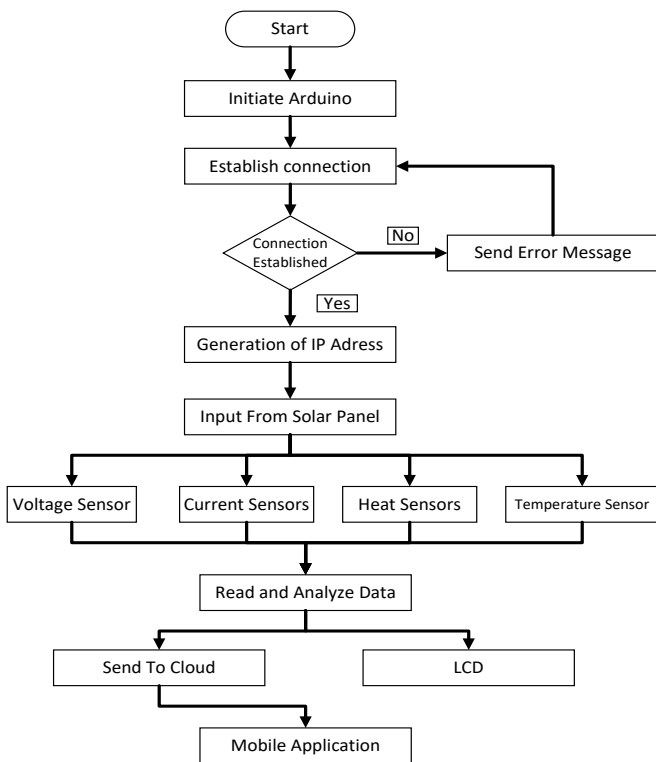 Start
Initiate Arduino
Establish connection
Connection
Established
No
Send Error Message
Yes
Generation of IP Adress
Input From Solar Panel
Voltage Sensor
Current Sensors
Heat Sensors
Temperature Sensor
Read and Analyze Data
Send To Cloud
LCD
Mobile Application